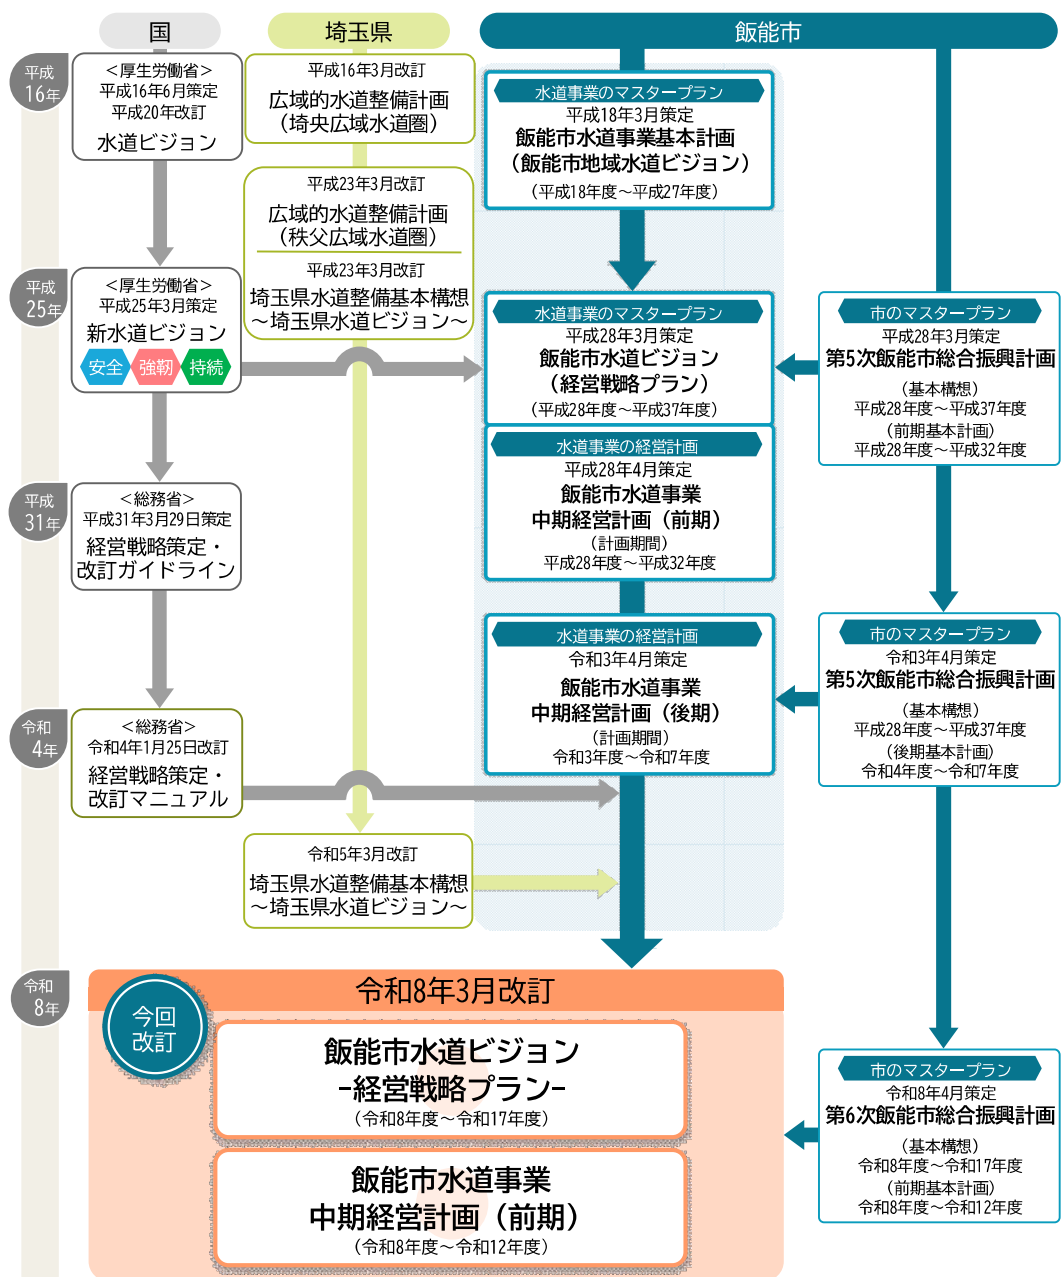 国
埼玉県
飯能市
平成
16年
＜厚生労働省＞
平成16年6月策定
平成20年改訂
水道ビジョン
平成16年3月改訂
広域的水道整備計画
（埼央広域水道圏）
水道事業のマスタープラン
平成18年3月策定
飯能市水道事業基本計画
（飯能市地域水道ビジョン）
（平成18年度～平成27年度）
平成23年3月改訂
広域的水道整備計画
（秩父広域水道圏）
平成23年3月改訂
埼玉県水道整備基本構想
～埼玉県水道ビジョン～
平成
25年
＜厚生労働省＞
平成25年3月策定
新水道ビジョン
安全
強靭
持続
水道事業のマスタープラン
平成28年3月策定
飯能市水道ビジョン
（経営戦略プラン）
（平成28年度～平成37年度）
市のマスタープラン
平成28年3月策定
第5次飯能市総合振興計画
（基本構想）
平成28年度～平成37年度
（前期基本計画）
平成28年度～平成32年度
水道事業の経営計画
平成28年4月策定
飯能市水道事業
中期経営計画（前期）
（計画期間）
平成28年度～平成32年度
平成
31年
＜総務省＞
平成31年3月29日策定
経営戦略策定・
改訂ガイドライン
水道事業の経営計画
令和3年4月策定
飯能市水道事業
中期経営計画（後期）
（計画期間）
令和3年度～令和7年度
市のマスタープラン
令和3年4月策定
第5次飯能市総合振興計画
（基本構想）
平成28年度～平成37年度
（後期基本計画）
令和4年度～令和7年度
令和
4年
＜総務省＞
令和4年1月25日改訂
経営戦略策定・
改訂マニュアル
令和5年3月改訂
埼玉県水道整備基本構想
～埼玉県水道ビジョン～
令和
8年
令和8年3月改訂
今回
改訂
飯能市水道ビジョン
-経営戦略プラン-
（令和8年度～令和17年度）
飯能市水道事業
中期経営計画（前期）
（令和8年度～令和12年度）
市のマスタープラン
令和8年4月策定
第6次飯能市総合振興計画
（基本構想）
令和8年度～令和17年度
（前期基本計画）
令和8年度～令和12年度